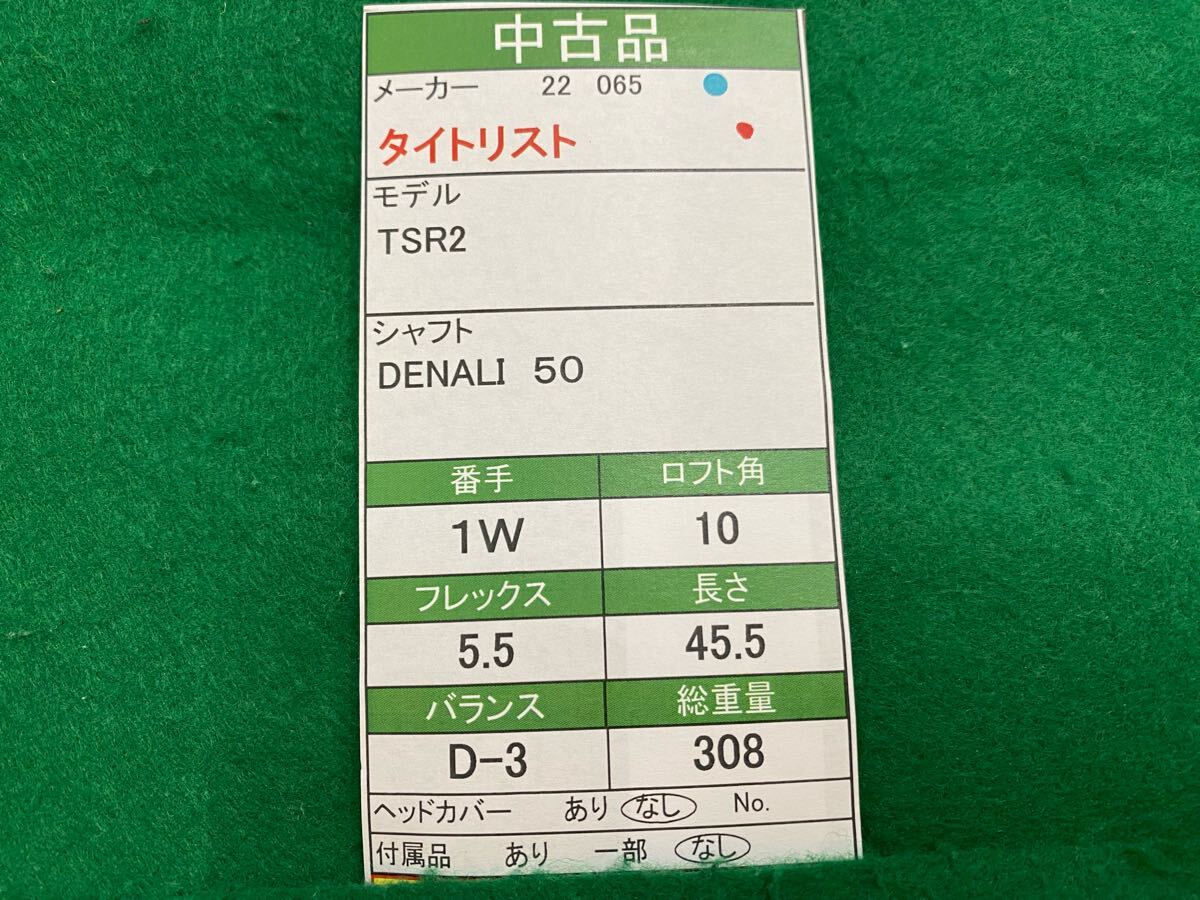 中古品
メーカー 22 065
タイトリスト
モデル
TSR2
シャフト
DENALI 50
番手 ロフト角
1W 10
フレックス 長さ
5.5 45.5
バランス 総重量
D-3 308
ヘッドカバー あり なし No.
付属品 あり 一部 なし